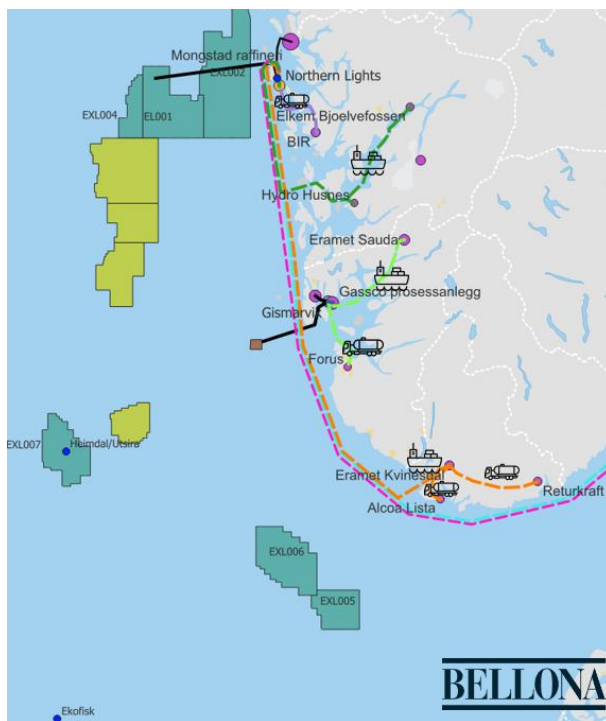 Mongstad raffineri
EXL002
Northern Lights
EXL004
EL001
Elkem Bjoelvefossen
BIR
Hydro Husnes
Eramet Sauda
Gassco prosessanlegg
Gismarvik
Forus
EXL007
Heimdal/Utsira
Eramet Kvinesdal
Returkraft
Alcoa Lista
EXL006
EXL005
BELLONA
Ekofisk